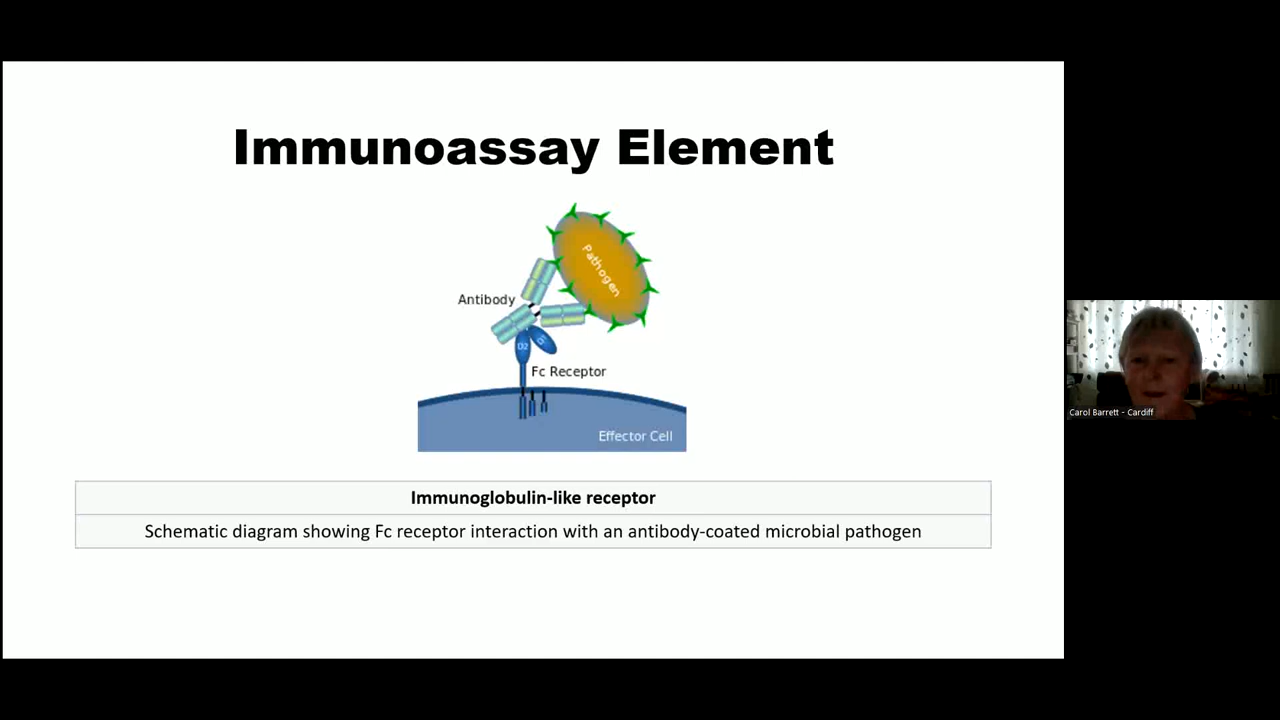 Immunoassay Element
Pathogen
Antibody
D2
D1
Fc Receptor
Effector Cell
Immunoglobulin-like receptor
Schematic diagram showing Fc receptor interaction with an antibody-coated microbial pathogen
Carol Barrett - Cardiff